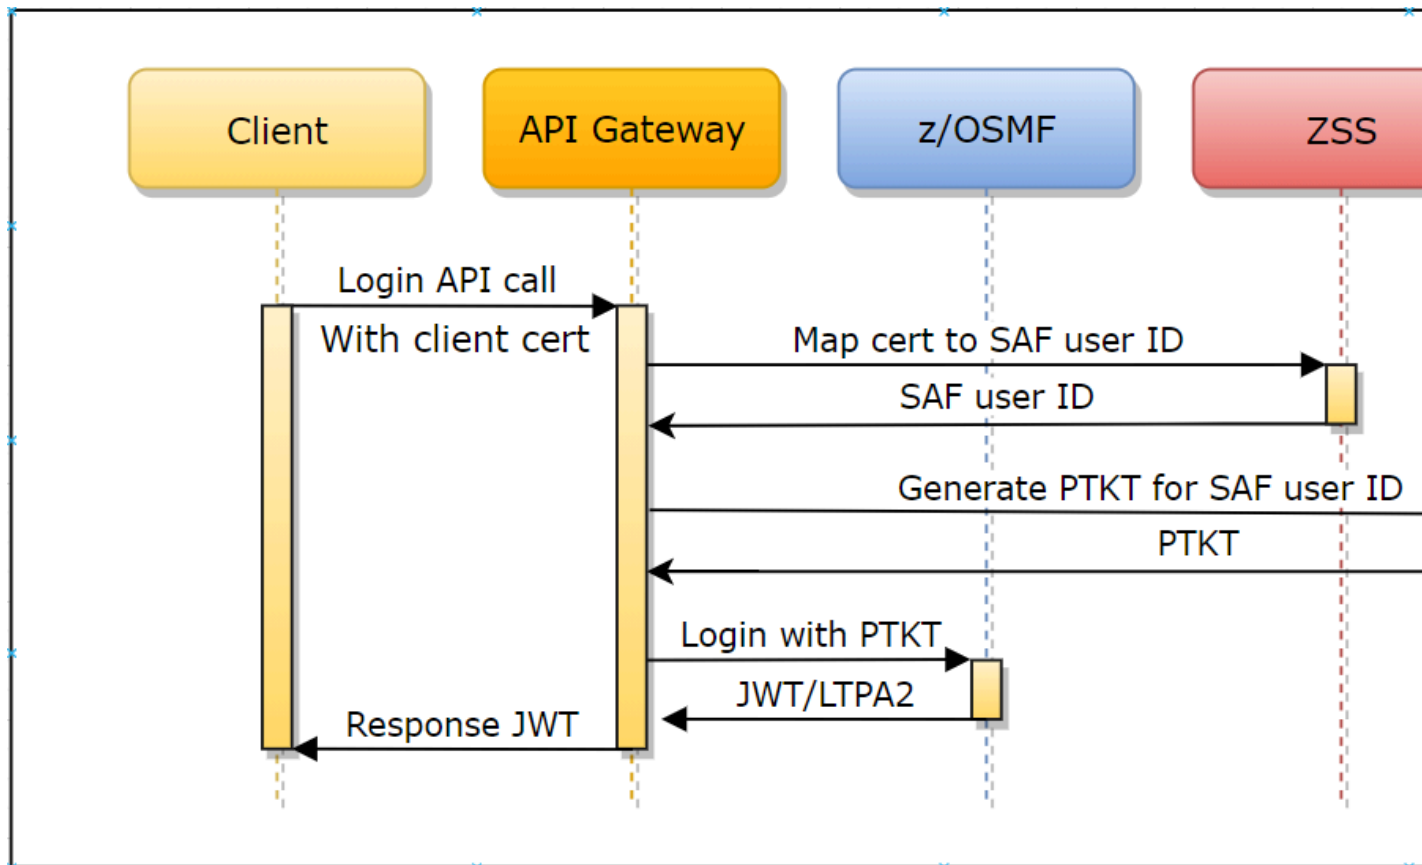 Client
API Gateway
z/OSMF
ZSS
Login API call
With client cert
Map cert to SAF user ID
SAF user ID
Generate PTKT for SAF user ID
PTKT
Login with PTKT
JWT/LTPA2
Response JWT